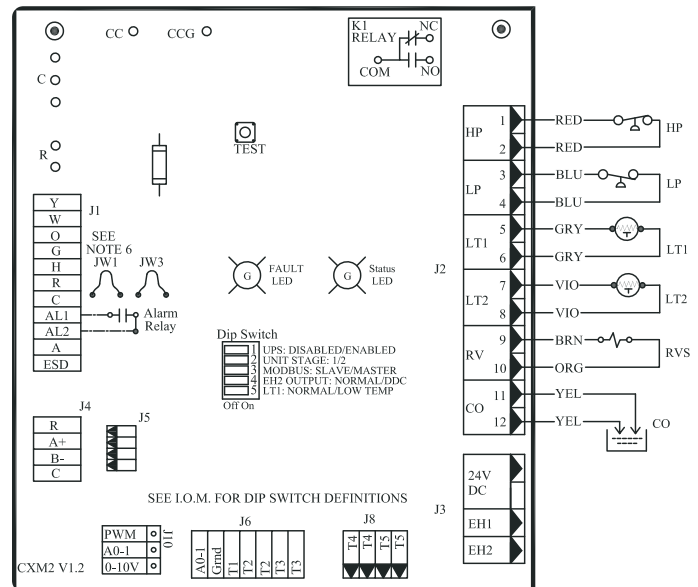 CC
CCG
K1
RELAY
NC
COM
NO
C
R
TEST
Y
W
O
G
H
R
C
AL1
AL2
A
ESD
J1
SEE
NOTE 6
JW1
JW3
Alarm
Relay
G
FAULT
LED
G
Status
LED
Dip Switch
1 UPS: DISABLED/ENABLED
2 UNIT STAGE: 1/2
3 MODBUS: SLAVE/MASTER
4 EH2 OUTPUT: NORMAL/DDC
5 LT1: NORMAL/LOW TEMP
Off On
J2
HP
1
2
LP
3
4
LT1
5
6
LT2
7
8
RV
9
10
CO
11
12
RED
RED
HP
BLU
BLU
LP
GRY
GRY
T
LT1
VIO
VIO
T
LT2
BRN
ORG
RVS
YEL
YEL
CO
J4
R
A+
B-
C
J5
J3
24V
DC
EH1
EH2
SEE I.O.M. FOR DIP SWITCH DEFINITIONS
PWM
A0-1
0-10V
J10
J6
A0-1
Grnd
T1
T2
T2
T3
T3
J8
T4
T4
T5
T5
CXM2 V1.2